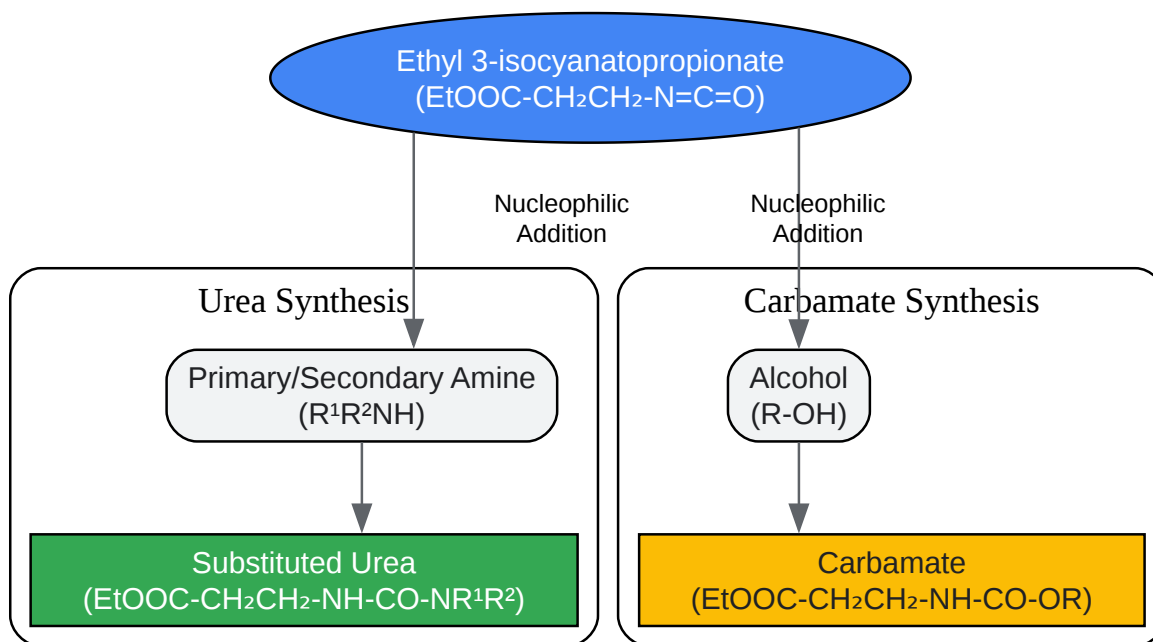 Ethyl 3-isocyanatopropionate
(EtOOC-CH₂CH₂-N=C=O)
Nucleophilic
Addition
Nucleophilic
Addition
Urea Synthesis
Primary/Secondary Amine
(R¹R²NH)
Substituted Urea
(EtOOC-CH₂CH₂-NH-CO-NR¹R²)
Carbamate Synthesis
Alcohol
(R-OH)
Carbamate
(EtOOC-CH₂CH₂-NH-CO-OR)